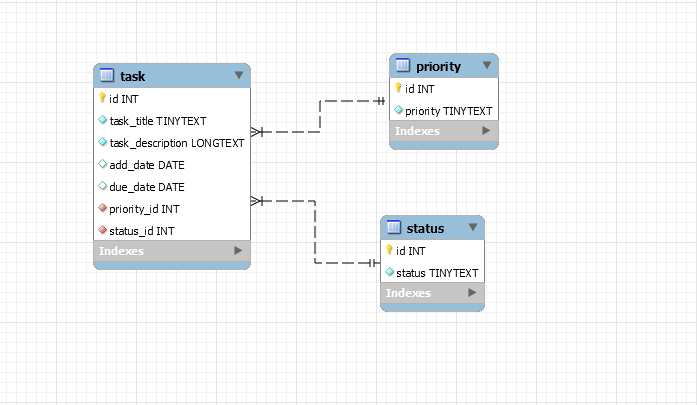 task
id INT
task_title TINYTEXT
task_description LONGTEXT
add_date DATE
due_date DATE
priority_id INT
status_id INT
Indexes
priority
id INT
priority TINYTEXT
Indexes
status
id INT
status TINYTEXT
Indexes